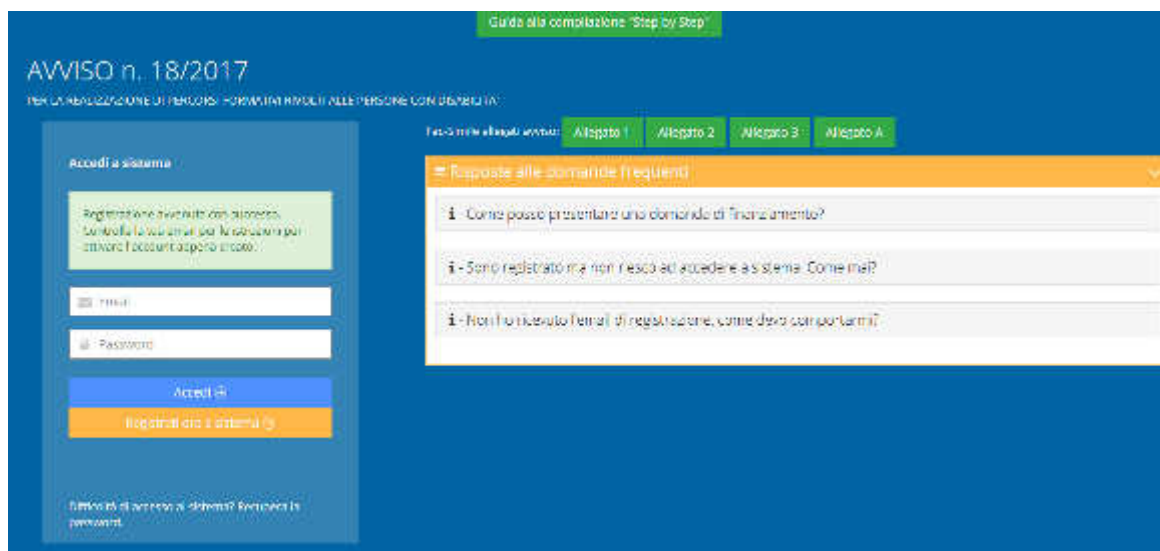 Guida alla compilazione "Step by Step"
AVVISO n. 18/2017
PER LA REALIZZAZIONE DI PERCORSI FORMATIVI RIVOLTI ALLE PERSONE CON DISABILITA'
Fac-simile allegati avviso: Allegato 1 Allegato 2 Allegato 3 Allegato A
Accedi a sistema
Risposte alle domande frequenti
Registrazione avvenuta con successo.
Controlla la tua email per le istruzioni per
attivare l'account appena creato.
i - Come posso presentare una domanda di finanziamento?
i - Sono registrato ma non riesco ad accedere a sistema. Come mai?
Email
i - Non ho ricevuto l'email di registrazione, come devo comportarmi?
Password
Accedi
Registrati ora a sistema
Difficoltà di accesso al sistema? Recupera la
password.